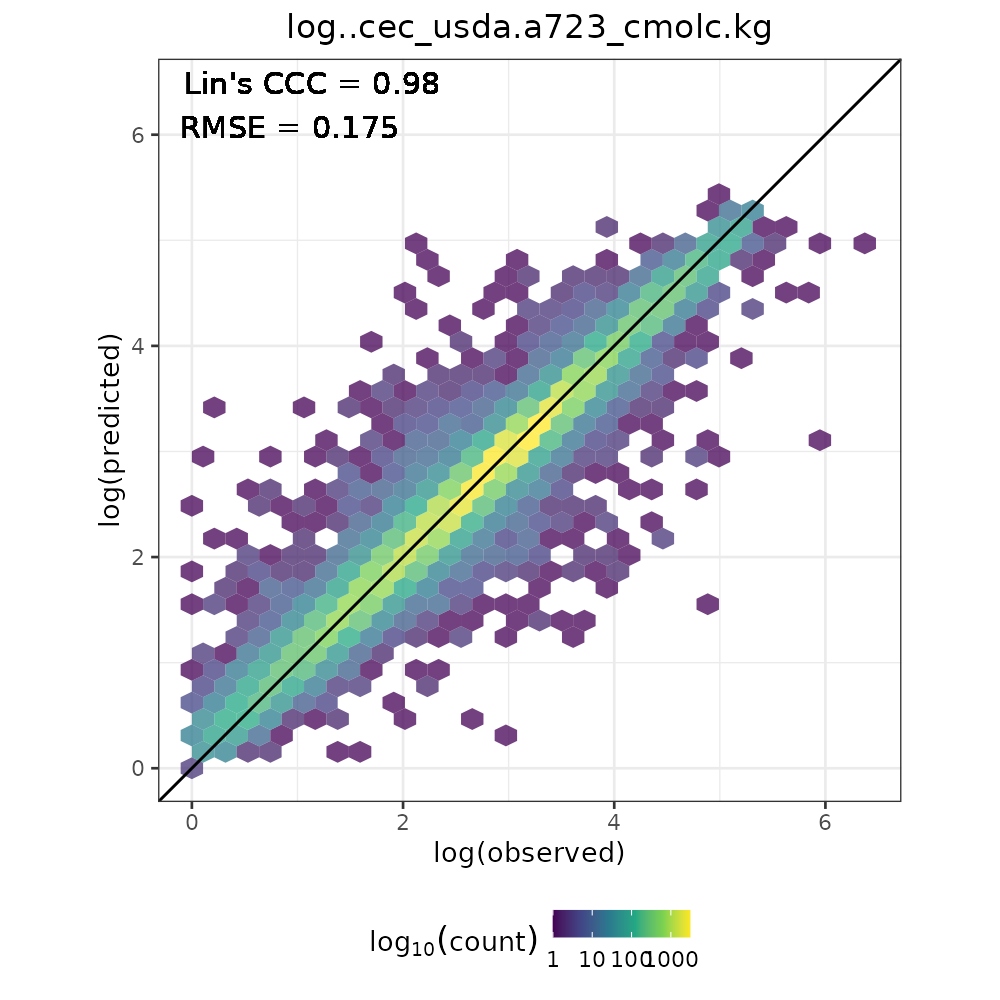 log..cec_usda.a723_cmolc.kg
Lin's CCC = 0.98
RMSE = 0.175
6
4
2
0
log(predicted)
0 2 4 6
log(observed)
log₁₀(count)
1 10 100 1000